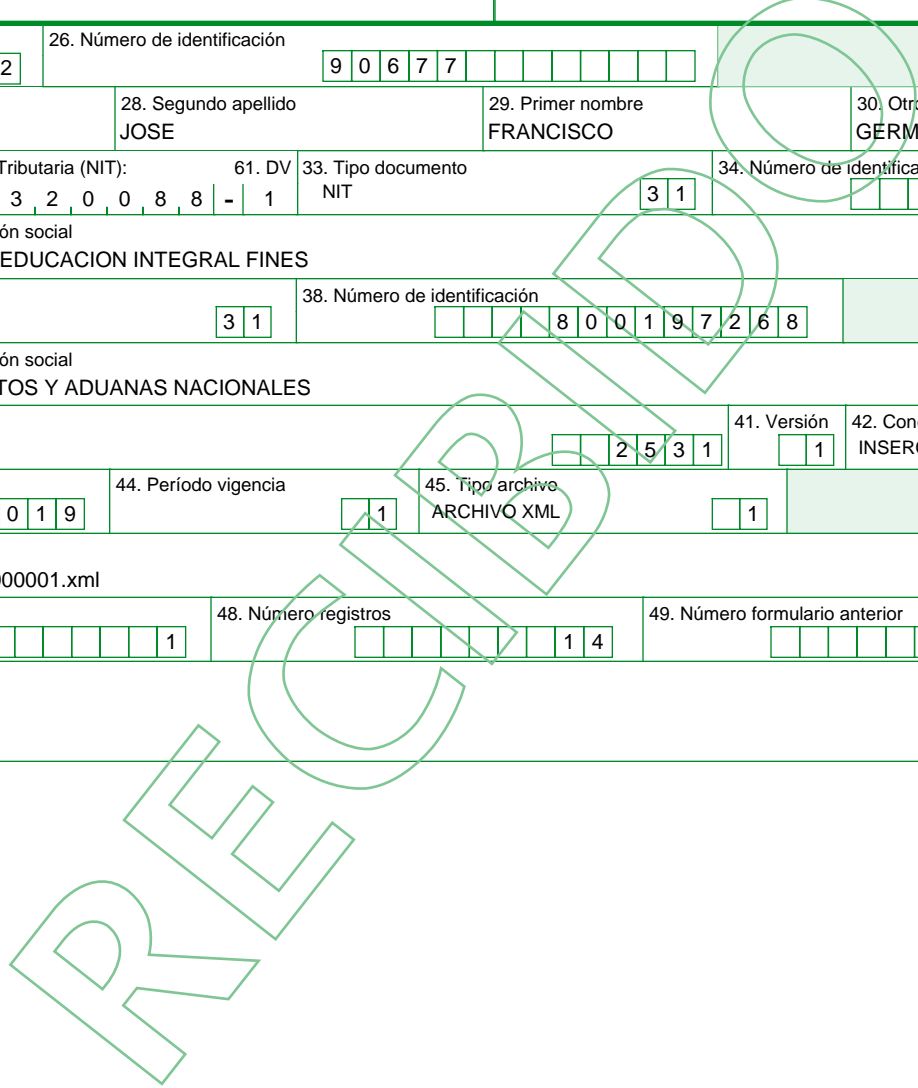 26. Número de identificación
2 9 0 6 7 7
28. Segundo apellido 29. Primer nombre 30. Otro
JOSE FRANCISCO GERM
Tributaria (NIT): 61. DV 33. Tipo documento 34. Número de identifica
3 2 0 0 8 8 - 1 NIT 3 1
ón social
EDUCACION INTEGRAL FINES
38. Número de identificación
3 1 8 0 0 1 9 7 2 6 8
ón social
TOS Y ADUANAS NACIONALES
41. Versión 42. Con
2 5 3 1 1 INSER
44. Período vigencia 45. Tipo archivo
0 1 9 1 ARCHIVO XML 1
000001.xml
48. Número registros 49. Número formulario anterior
1 1 4
RECIBIDO